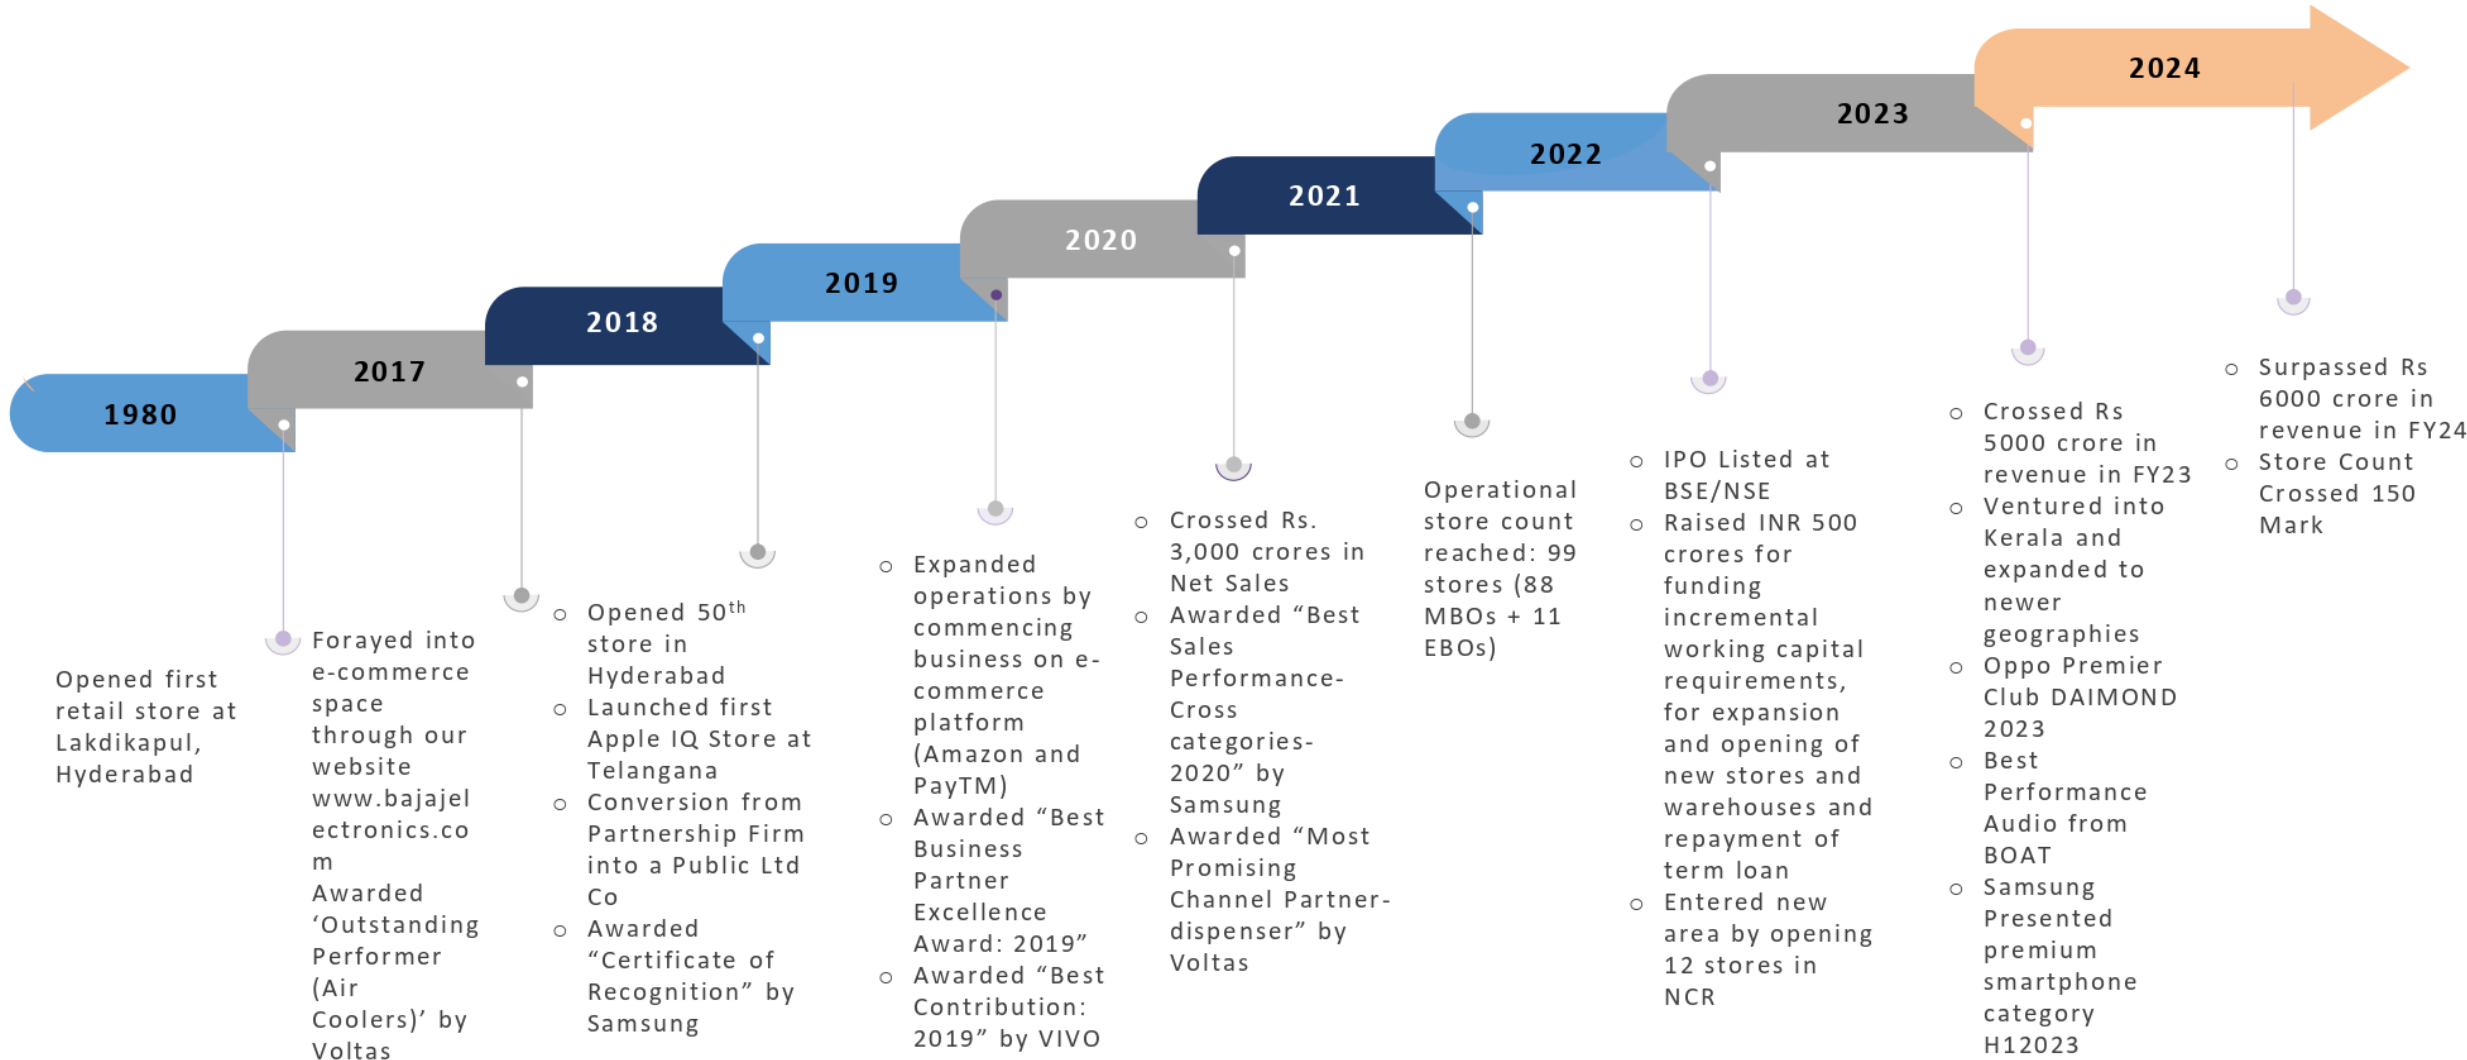 1980
2017
2018
2019
2020
2021
2022
2023
2024
Opened first
retail store at
Lakdikapul,
Hyderabad
Forayed into
e-commerce
space
through our
website
www.bajajel
ectronics.co
m
Awarded
‘Outstanding
Performer
(Air
Coolers)’ by
Voltas
o Opened 50th
store in
Hyderabad
o Launched first
Apple IQ Store at
Telangana
o Conversion from
Partnership Firm
into a Public Ltd
Co
o Awarded
“Certificate of
Recognition” by
Samsung
o Expanded
operations by
commencing
business on e-
commerce
platform
(Amazon and
PayTM)
o Awarded “Best
Business
Partner
Excellence
Award: 2019”
o Awarded “Best
Contribution:
2019” by VIVO
o Crossed Rs.
3,000 crores in
Net Sales
o Awarded “Best
Sales
Performance-
Cross
categories-
2020” by
Samsung
o Awarded “Most
Promising
Channel Partner-
dispenser” by
Voltas
Operational
store count
reached: 99
stores (88
MBOs + 11
EBOs)
o IPO Listed at
BSE/NSE
o Raised INR 500
crores for
funding
incremental
working capital
requirements,
for expansion
and opening of
new stores and
warehouses and
repayment of
term loan
o Entered new
area by opening
12 stores in
NCR
o Crossed Rs
5000 crore in
revenue in FY23
o Ventured into
Kerala and
expanded to
newer
geographies
o Oppo Premier
Club DAIMOND
2023
o Best
Performance
Audio from
BOAT
o Samsung
Presented
premium
smartphone
category
H12023
o Surpassed Rs
6000 crore in
revenue in FY24
o Store Count
Crossed 150
Mark